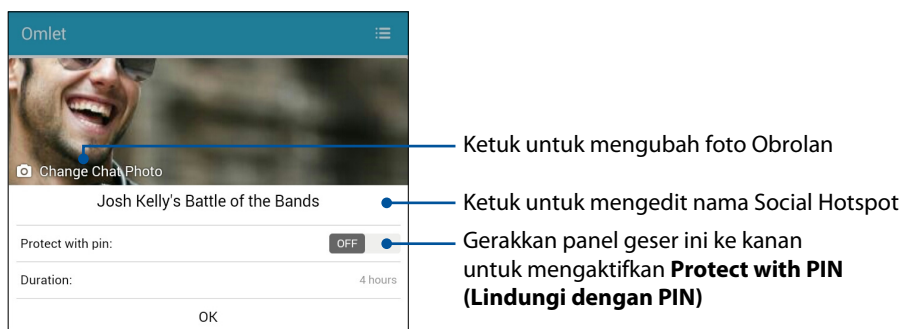 Omlet
Change Chat Photo
Josh Kelly's Battle of the Bands
Protect with pin:
OFF
Duration:
4 hours
OK
Ketuk untuk mengubah foto Obrolan
Ketuk untuk mengedit nama Social Hotspot
Gerakkan panel geser ini ke kanan
untuk mengaktifkan Protect with PIN
(Lindungi dengan PIN)